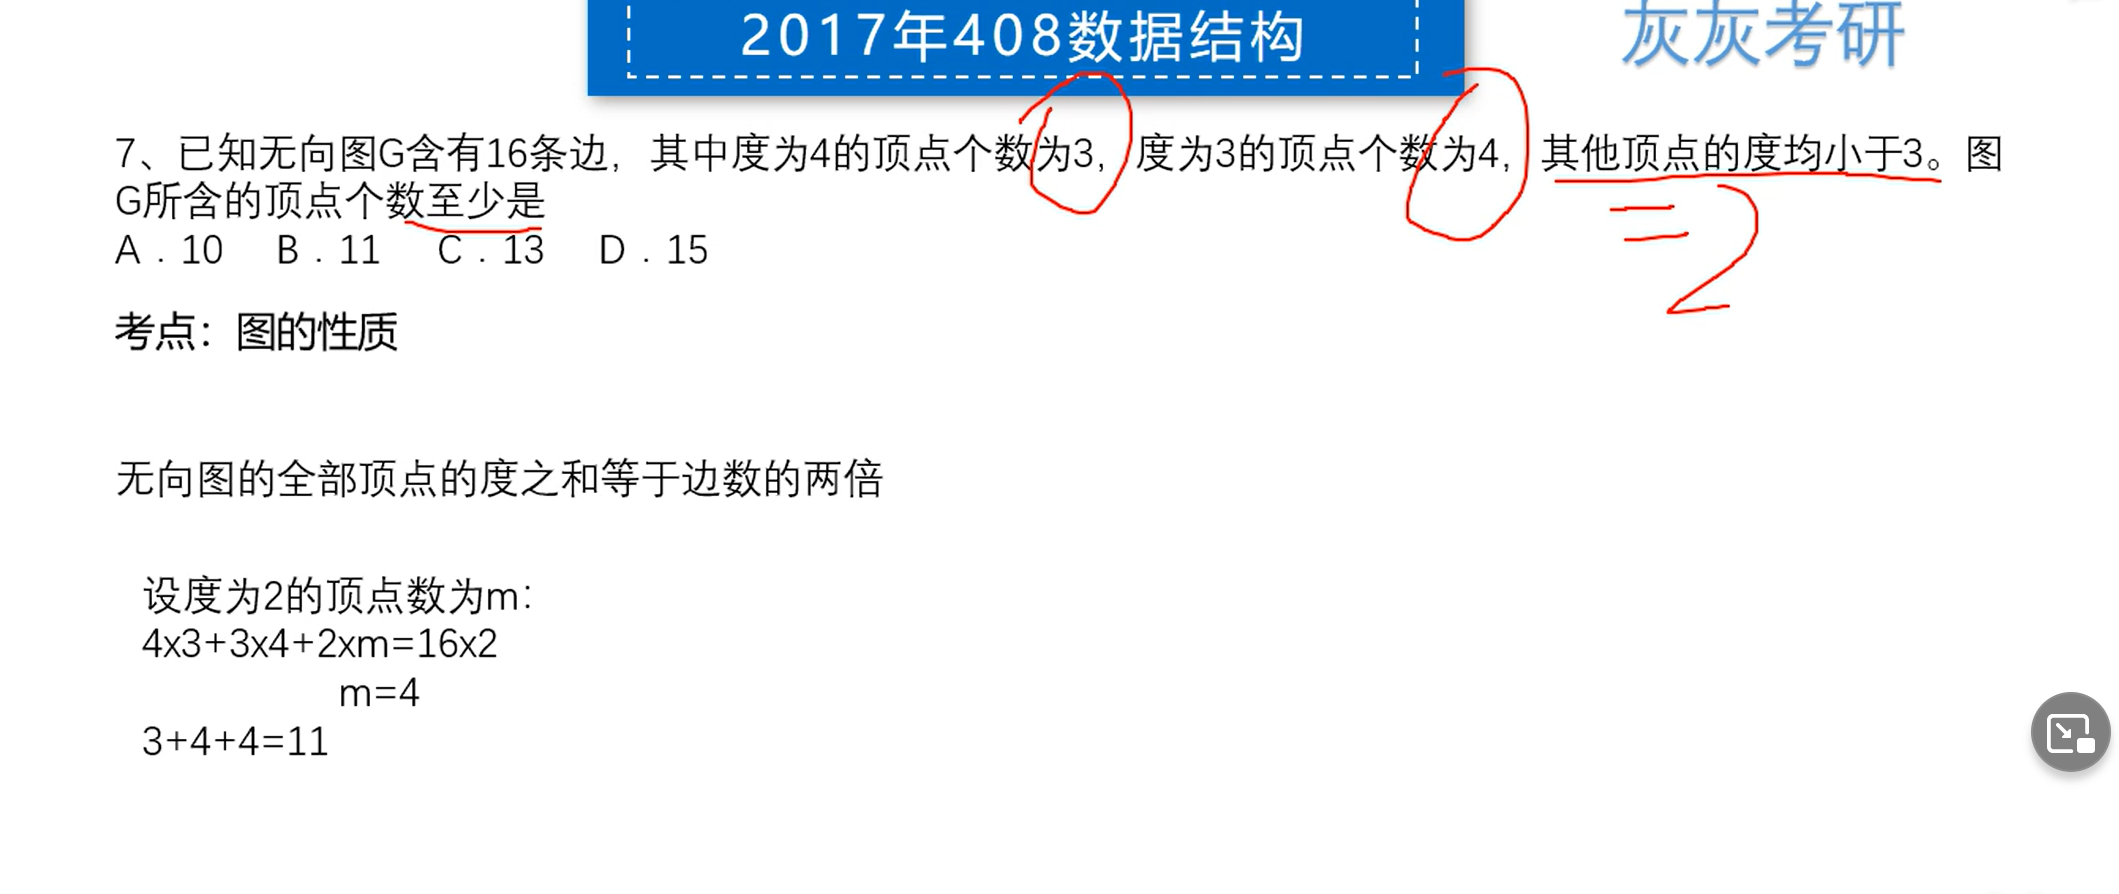 2017年408数据结构
灰灰考研
7、已知无向图G含有16条边，其中度为4的顶点个数为3，度为3的顶点个数为4，其他顶点的度均小于3。图
G所含的顶点个数至少是
=2
A．10 B．11 C．13 D．15
考点：图的性质
无向图的全部顶点的度之和等于边数的两倍
设度为2的顶点数为m：
4x3+3x4+2xm=16x2
m=4
3+4+4=11